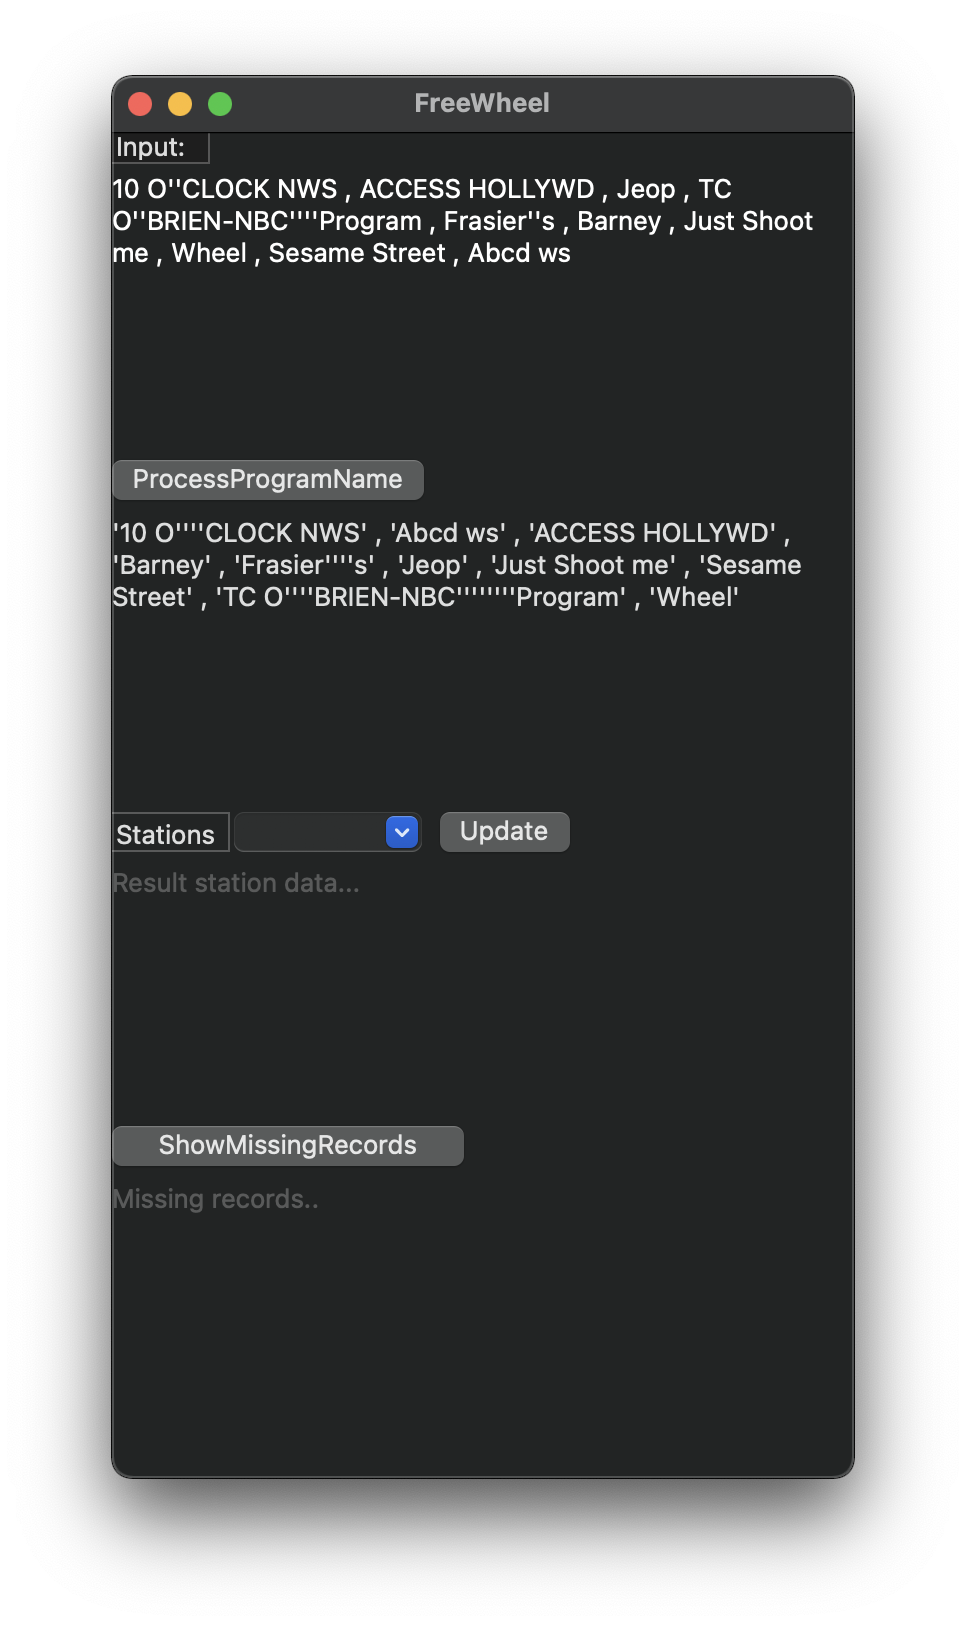 FreeWheel
Input:
10 O''CLOCK NWS , ACCESS HOLLYWD , Jeop , TC
O''BRIEN-NBC''''Program , Frasier''s , Barney , Just Shoot
me , Wheel , Sesame Street , Abcd ws
ProcessProgramName
'10 O''''CLOCK NWS' , 'Abcd ws' , 'ACCESS HOLLYWD' ,
'Barney' , 'Frasier''''s' , 'Jeop' , 'Just Shoot me' , 'Sesame
Street' , 'TC O''''BRIEN-NBC''''''''Program' , 'Wheel'
Stations
Update
Result station data...
ShowMissingRecords
Missing records..